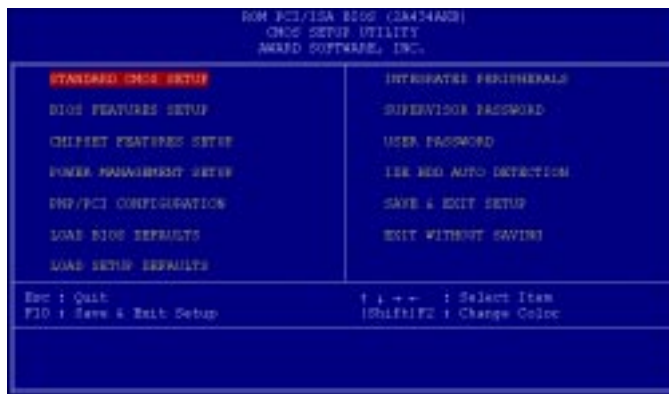 ROM PCI/ISA BIOS (2A434AKB)
CMOS SETUP UTILITY
AWARD SOFTWARE, INC.
STANDARD CMOS SETUP
BIOS FEATURES SETUP
CHIPSET FEATURES SETUP
POWER MANAGEMENT SETUP
PNP/PCI CONFIGURATION
LOAD BIOS DEFAULTS
LOAD SETUP DEFAULTS
INTEGRATED PERIPHERALS
SUPERVISOR PASSWORD
USER PASSWORD
IDE HDD AUTO DETECTION
SAVE & EXIT SETUP
EXIT WITHOUT SAVING
Esc : Quit
F10 : Save & Exit Setup
↑ ↓ → ← : Select Item
(Shift)F2 : Change Color